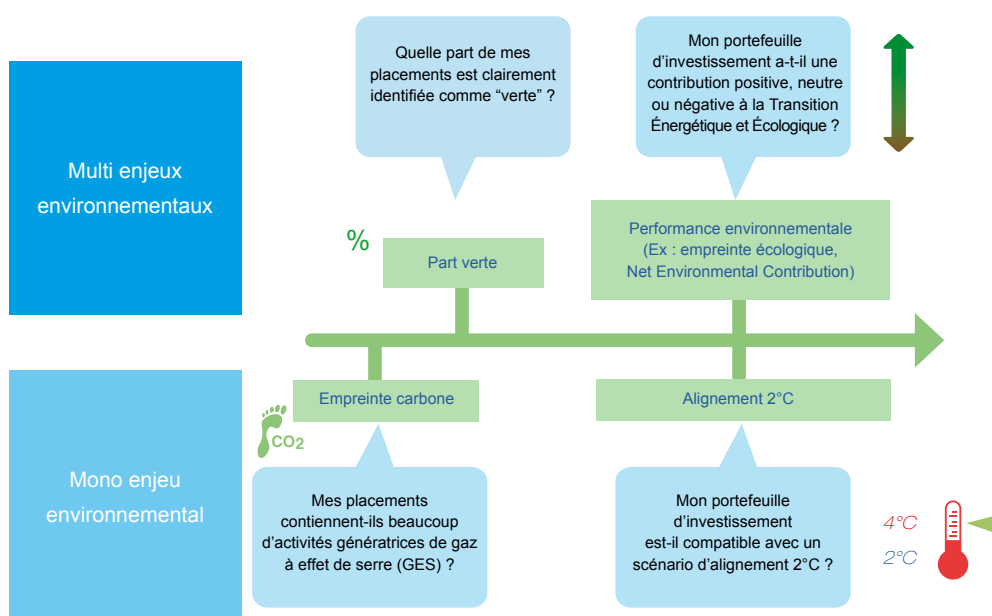 Quelle part de mes
placements est clairement
identifiée comme “verte” ?
Mon portefeuille
d’investissement a-t-il une
contribution positive, neutre
ou négative à la Transition
Énergétique et Écologique ?
Multi enjeux
environnementaux
%
Part verte
Performance environnementale
(Ex : empreinte écologique,
Net Environmental Contribution)
Empreinte carbone
Alignement 2°C
CO2
Mono enjeu
environnemental
Mes placements
contiennent-ils beaucoup
d’activités génératrices de gaz
à effet de serre (GES) ?
Mon portefeuille
d’investissement
est-il compatible avec un
scénario d’alignement 2°C ?
4°C
2°C